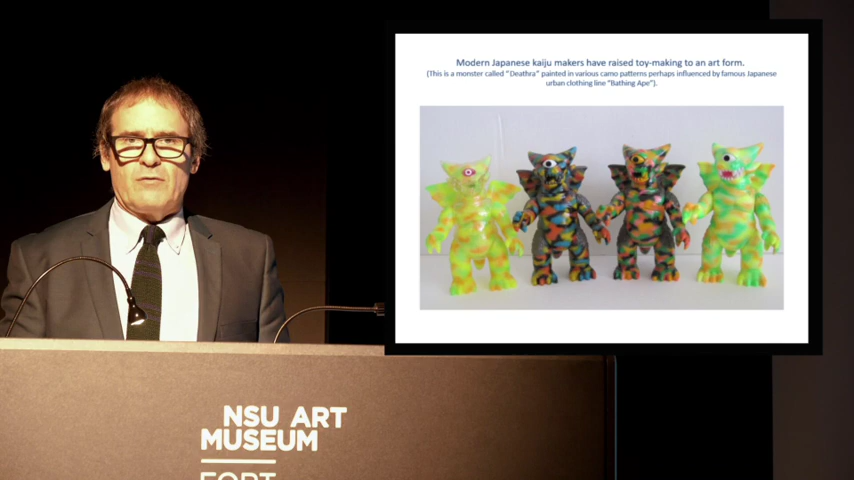 Modern Japanese kaiju makers have raised toy-making to an art form.
(This is a monster called "Deathra" painted in various camo patterns perhaps influenced by famous Japanese
urban clothing line "Bathing Ape").
NSU ART
MUSEUM
FORT